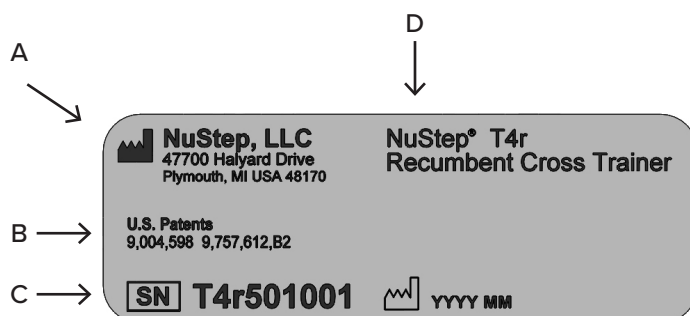 A
D
NuStep, LLC
47700 Halyard Drive
Plymouth, MI USA 48170
NuStep® T4r
Recumbent Cross Trainer
B
U.S. Patents
9,004,598 9,757,612,B2
C
SN T4r501001
YYYY MM